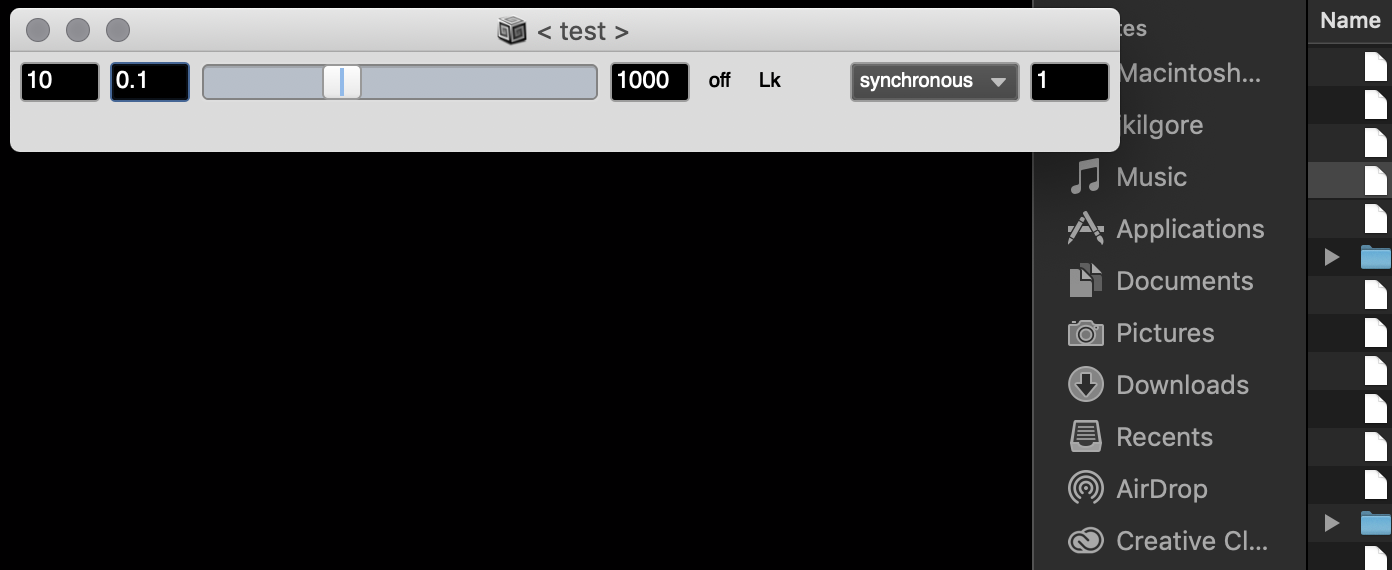 < test >
10 0.1 1000 off Lk synchronous 1
tes
Macintosh...
kilgore
Music
Applications
Documents
Pictures
Downloads
Recents
AirDrop
Creative Cl...
Name